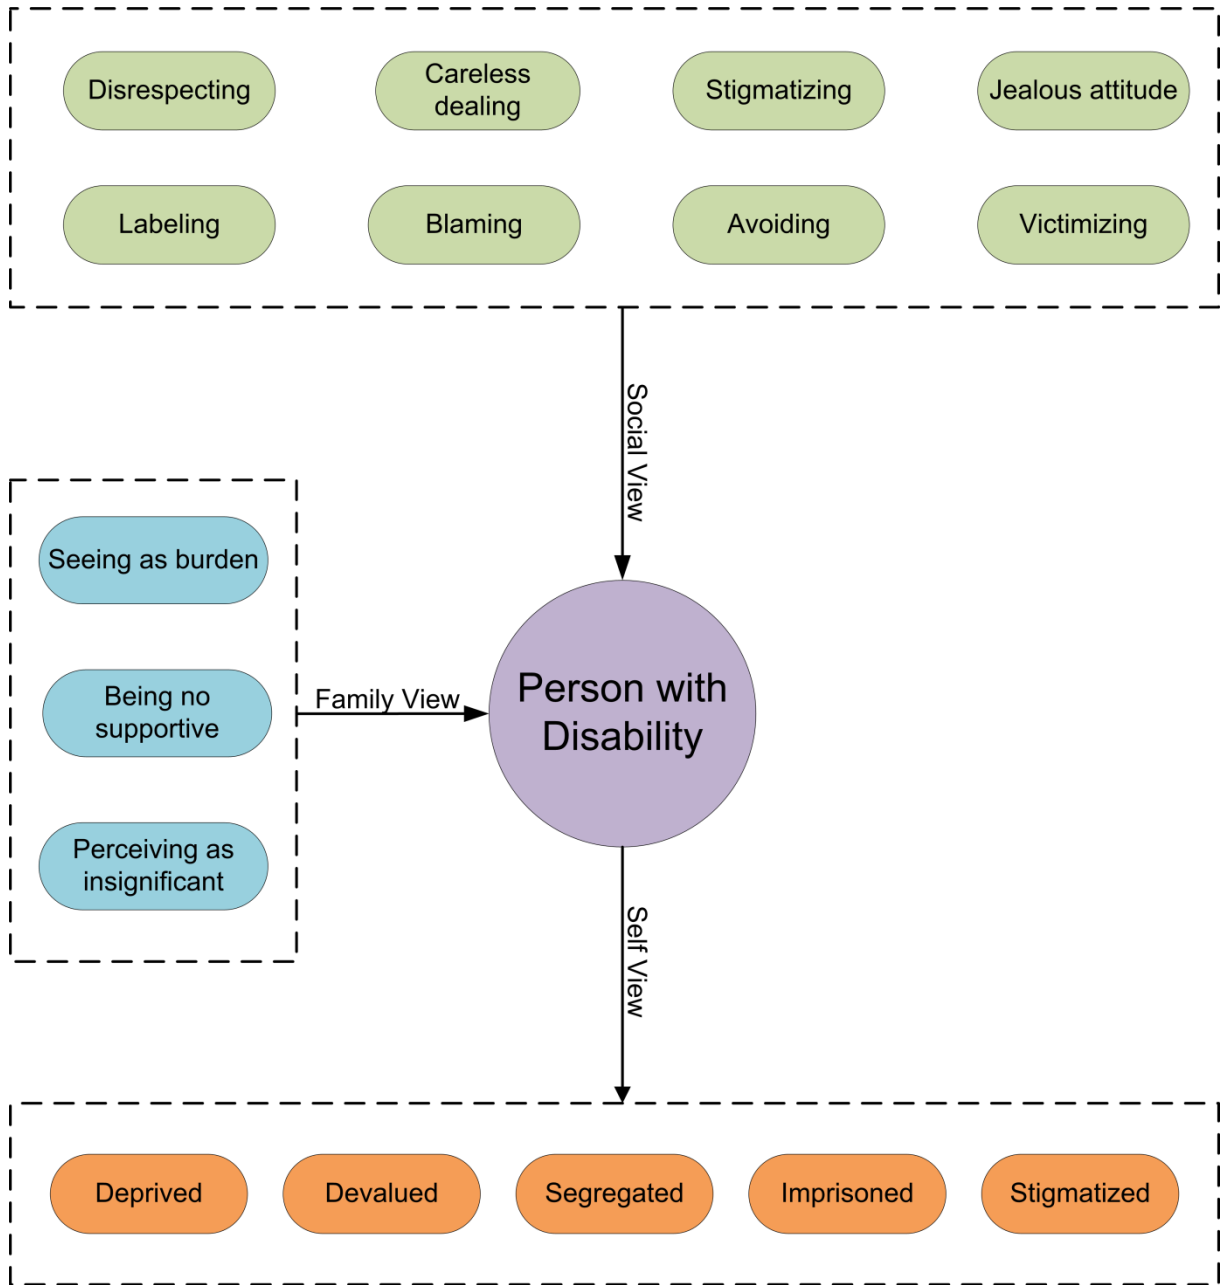 Disrespecting
Careless
dealing
Stigmatizing
Jealous attitude
Labeling
Blaming
Avoiding
Victimizing
Social View
Seeing as burden
Being no
supportive
Perceiving as
insignificant
Family View
Person with
Disability
Self View
Deprived
Devalued
Segregated
Imprisoned
Stigmatized